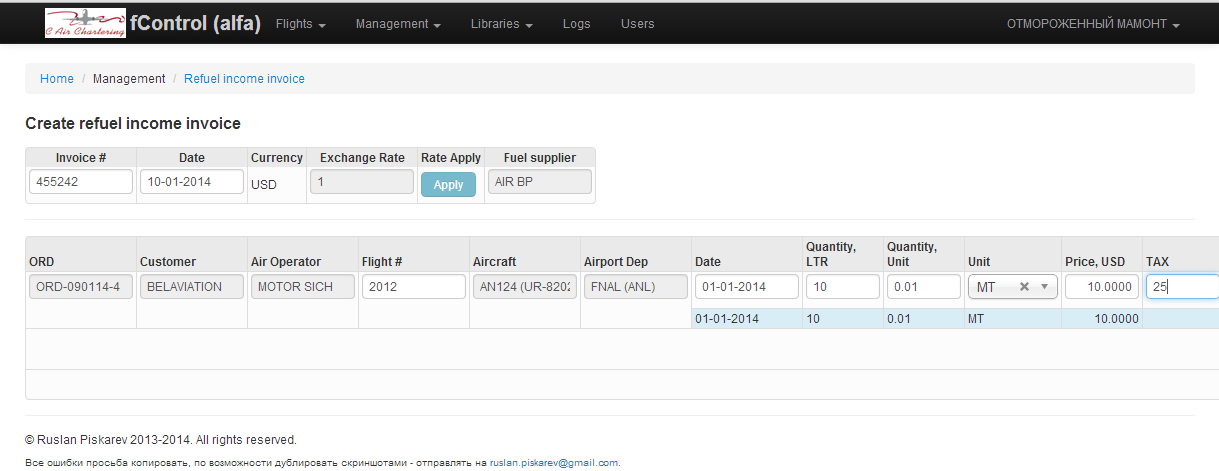 C Air Chartering fControl (alfa) Flights Management Libraries Logs Users ОТМОРОЖЕННЫЙ МАМОНТ
Home / Management / Refuel income invoice
Create refuel income invoice
Invoice # Date Currency Exchange Rate Rate Apply Fuel supplier
455242 10-01-2014 USD 1 Apply AIR BP
ORD Customer Air Operator Flight # Aircraft Airport Dep Date Quantity, LTR Quantity, Unit Unit Price, USD TAX
ORD-090114-4 BELAVIATION MOTOR SICH 2012 AN124 (UR-8202 FNAL (ANL) 01-01-2014 10 0.01 MT 10.0000 25
01-01-2014 10 0.01 MT 10.0000
© Ruslan Piskarev 2013-2014. All rights reserved.
Все ошибки просьба копировать, по возможности дублировать скриншотами - отправлять на ruslan.piskarev@gmail.com.